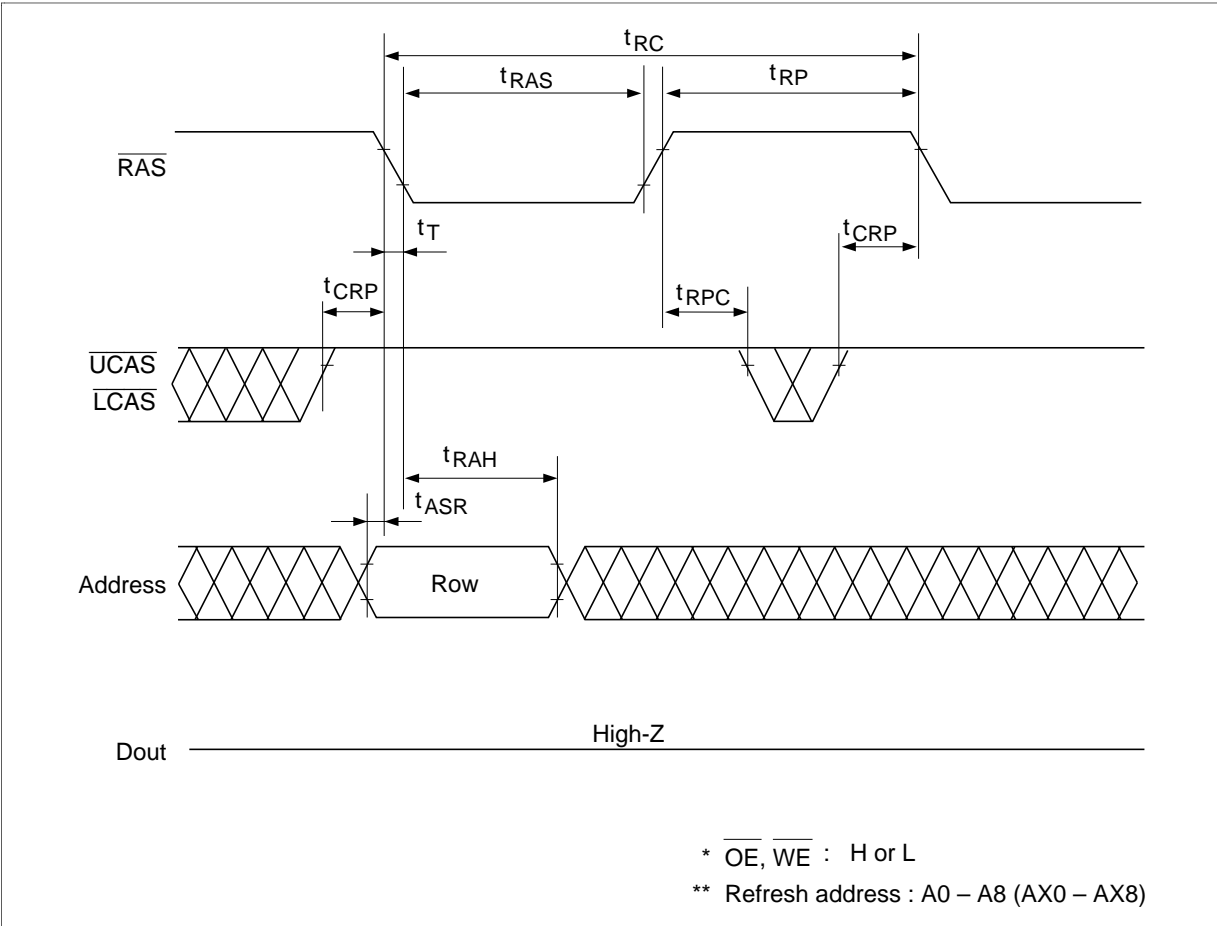 tRC
tRAS
tRP
RAS
tT
tCRP
tCRP
tRPC
UCAS
LCAS
tRAH
tASR
Address
Row
High-Z
Dout
* OE, WE : H or L
** Refresh address : A0 – A8 (AX0 – AX8)